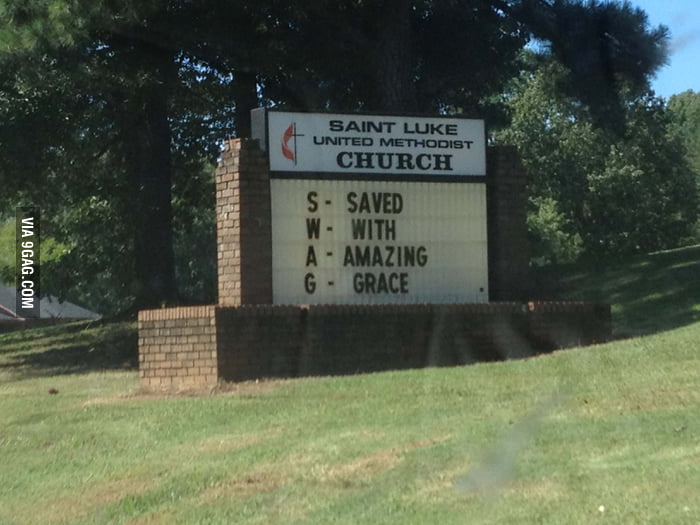 SAINT LUKE
UNITED METHODIST
CHURCH
S - SAVED
W - WITH
A - AMAZING
G - GRACE
VIA 9GAG.COM